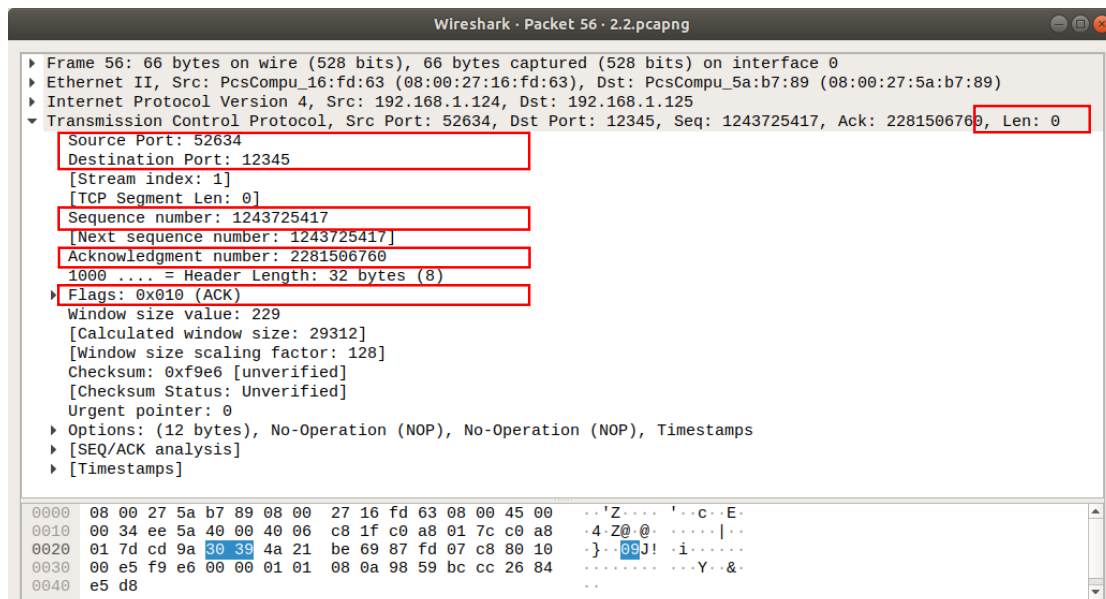 Wireshark · Packet 56 · 2.2.pcapng
Frame 56: 66 bytes on wire (528 bits), 66 bytes captured (528 bits) on interface 0
Ethernet II, Src: PcsCompu_16:fd:63 (08:00:27:16:fd:63), Dst: PcsCompu_5a:b7:89 (08:00:27:5a:b7:89)
Internet Protocol Version 4, Src: 192.168.1.124, Dst: 192.168.1.125
Transmission Control Protocol, Src Port: 52634, Dst Port: 12345, Seq: 1243725417, Ack: 2281506760, Len: 0
Source Port: 52634
Destination Port: 12345
[Stream index: 1]
[TCP Segment Len: 0]
Sequence number: 1243725417
[Next sequence number: 1243725417]
Acknowledgment number: 2281506760
1000 .... = Header Length: 32 bytes (8)
Flags: 0x010 (ACK)
Window size value: 229
[Calculated window size: 29312]
[Window size scaling factor: 128]
Checksum: 0xf9e6 [unverified]
[Checksum Status: Unverified]
Urgent pointer: 0
Options: (12 bytes), No-Operation (NOP), No-Operation (NOP), Timestamps
[SEQ/ACK analysis]
[Timestamps]
0000 08 00 27 5a b7 89 08 00 27 16 fd 63 08 00 45 00 ··'Z···· '··c··E·
0010 00 34 ee 5a 40 00 40 06 c8 1f c0 a8 01 7c c0 a8 ·4·Z@·@· ·····|··
0020 01 7d cd 9a 30 39 4a 21 be 69 87 fd 07 c8 80 10 ·}··09J! ·i······
0030 00 e5 f9 e6 00 00 01 01 08 0a 98 59 bc cc 26 84 ········ ···Y··&·
0040 e5 d8 ··